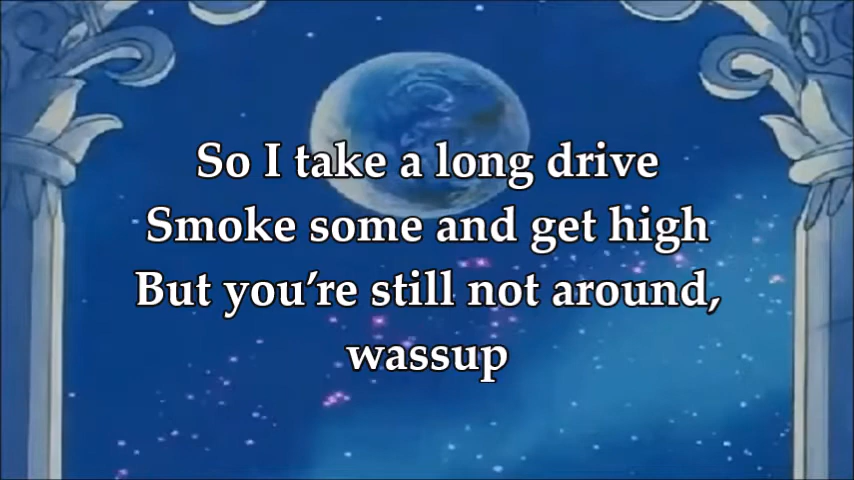 So I take a long drive
Smoke some and get high
But you’re still not around,
wassup